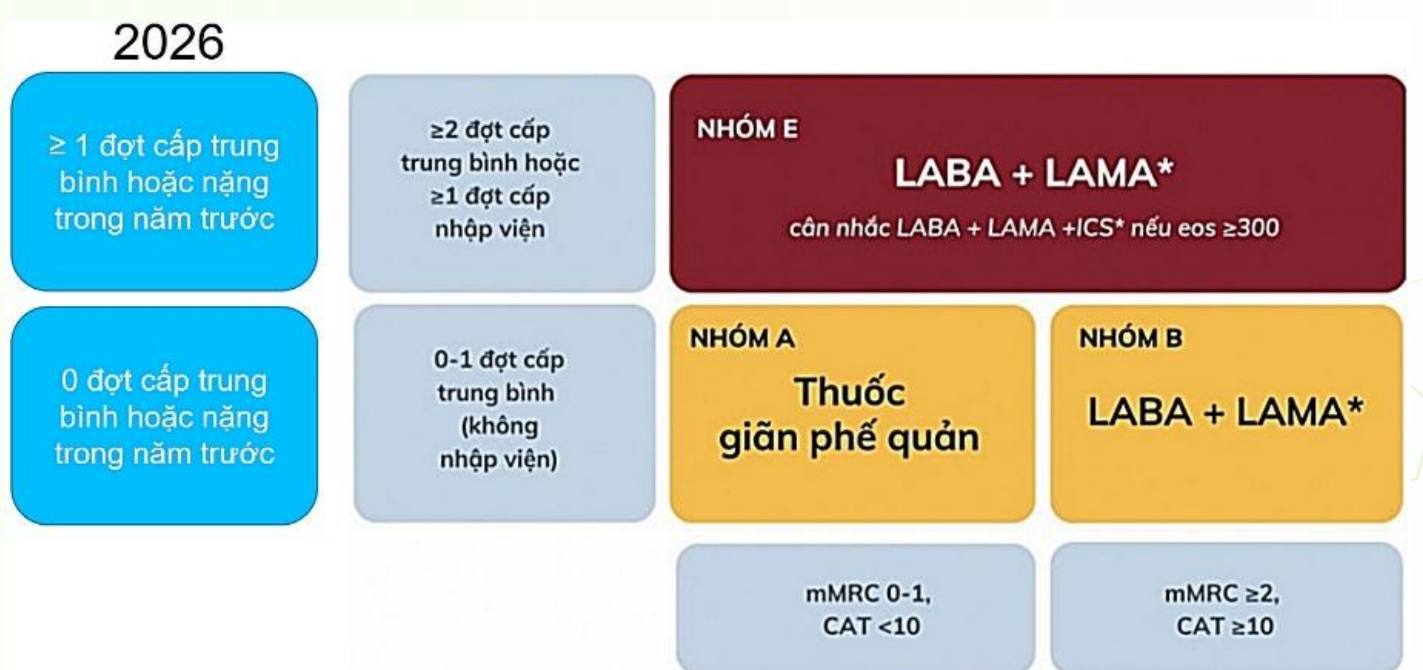 2026
≥ 1 đợt cấp trung
bình hoặc nặng
trong năm trước
≥2 đợt cấp
trung bình hoặc
≥1 đợt cấp
nhập viện
NHÓM E
LABA + LAMA*
cân nhắc LABA + LAMA +ICS* nếu eos ≥300
0 đợt cấp trung
bình hoặc nặng
trong năm trước
0-1 đợt cấp
trung bình
(không
nhập viện)
NHÓM A
Thuốc
giãn phế quản
NHÓM B
LABA + LAMA*
mMRC 0-1,
CAT <10
mMRC ≥2,
CAT ≥10